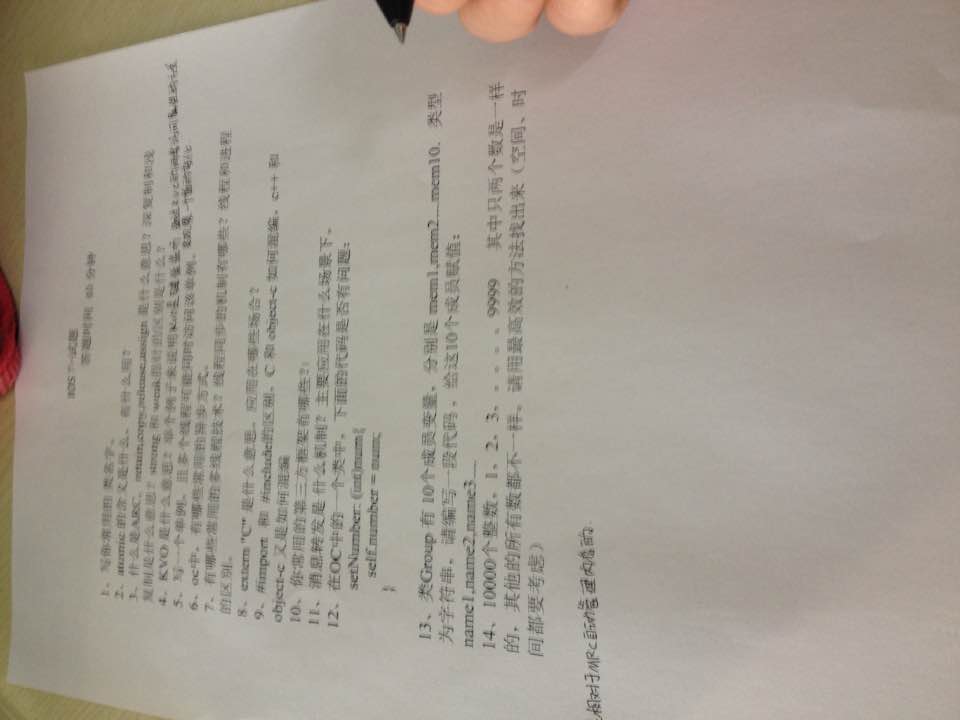 IOS 试题
答题时间 60 分钟
1、写你常用的 类名字。
2、atomic 的含义是什么、有什么用?
3、什么是ARC。retain,copy,release,assign 是什么意思?深复制和浅
复制是什么意思?strong 和 weak指针的区别是什么?
4、KVO 是什么意思?举个例子来说明
5、写一个单例。且多个线程可能同时访问该单例。
6、oc中,有哪些常用的异步方式。
7、有哪些常用的多线程技术?线程同步的机制有哪些?线程和进程
的区别。
8、extern "C" 是什么意思。应用在哪些场合?
9、#import 和 #include的区别。C 和 object-c 如何混编。c++ 和
object-c 又是如何混编
10、你常用的第三方框架有哪些?
11、消息转发是 什么机制?主要应用在什么场景下。
12、在OC中的一个类中,下面的代码是否有问题:
setNumber: (int)num{
self.number = num;
}
13、类Group 有 10个成员变量,分别是 mem1,mem2....mem10. 类型
为字符串,请编写一段代码 ,给这10个成员赋值:
name1,name2,name3....
14、10000个整数,1,2,3,。。。。。9999 其中只两个数是一样
的,其他的所有数都不一样。请用最高效的方法找出来(空间、时
间都要考虑)
相对于MRC自动管理内存的.